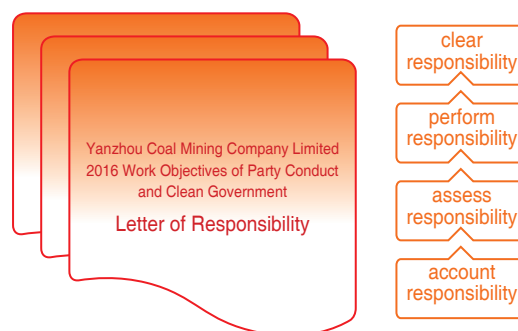 Yanzhou Coal Mining Company Limited
2016 Work Objectives of Party Conduct
and Clean Government
Letter of Responsibility
clear
responsibility
perform
responsibility
assess
responsibility
account
responsibility